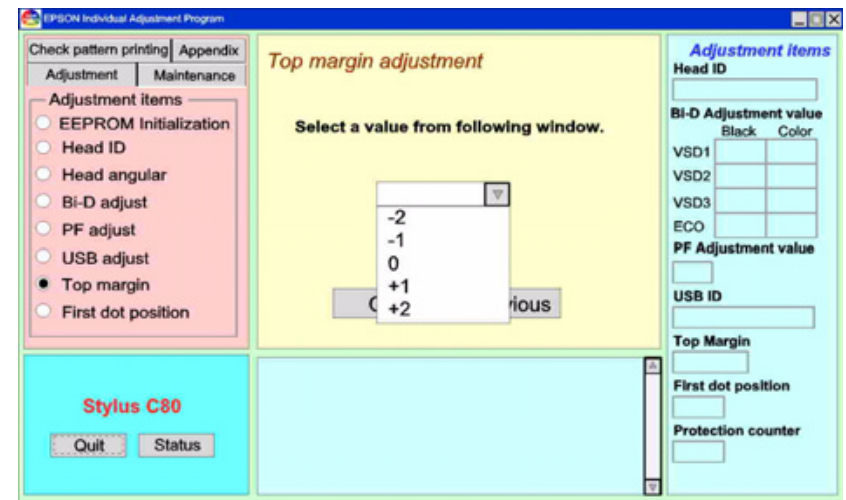 EPSON Individual Adjustment Program
Check pattern printing Appendix
Adjustment Maintenance
Adjustment items
EEPROM Initialization
Head ID
Head angular
Bi-D adjust
PF adjust
USB adjust
Top margin
First dot position
Stylus C80
Quit Status
Top margin adjustment
Select a value from following window.
-2
-1
0
+1
+2
Adjustment items
Head ID
BI-D Adjustment value
Black Color
VSD1
VSD2
VSD3
ECO
PF Adjustment value
USB ID
Top Margin
First dot position
Protection counter